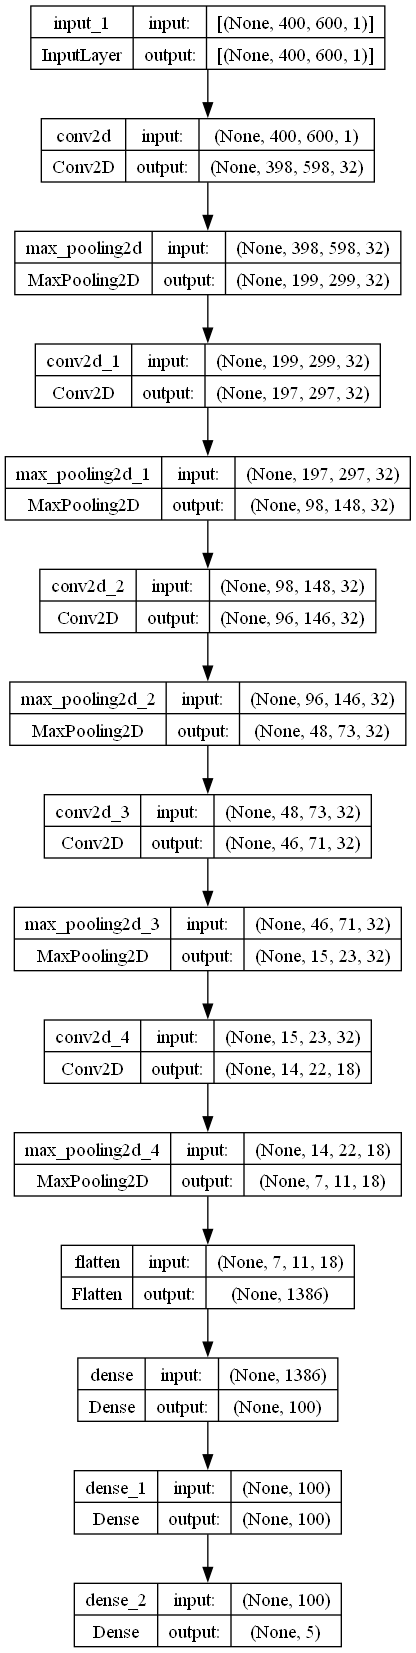 input_1 input: [(None, 400, 600, 1)]
InputLayer output: [(None, 400, 600, 1)]
conv2d input: (None, 400, 600, 1)
Conv2D output: (None, 398, 598, 32)
max_pooling2d input: (None, 398, 598, 32)
MaxPooling2D output: (None, 199, 299, 32)
conv2d_1 input: (None, 199, 299, 32)
Conv2D output: (None, 197, 297, 32)
max_pooling2d_1 input: (None, 197, 297, 32)
MaxPooling2D output: (None, 98, 148, 32)
conv2d_2 input: (None, 98, 148, 32)
Conv2D output: (None, 96, 146, 32)
max_pooling2d_2 input: (None, 96, 146, 32)
MaxPooling2D output: (None, 48, 73, 32)
conv2d_3 input: (None, 48, 73, 32)
Conv2D output: (None, 46, 71, 32)
max_pooling2d_3 input: (None, 46, 71, 32)
MaxPooling2D output: (None, 15, 23, 32)
conv2d_4 input: (None, 15, 23, 32)
Conv2D output: (None, 14, 22, 18)
max_pooling2d_4 input: (None, 14, 22, 18)
MaxPooling2D output: (None, 7, 11, 18)
flatten input: (None, 7, 11, 18)
Flatten output: (None, 1386)
dense input: (None, 1386)
Dense output: (None, 100)
dense_1 input: (None, 100)
Dense output: (None, 100)
dense_2 input: (None, 100)
Dense output: (None, 5)